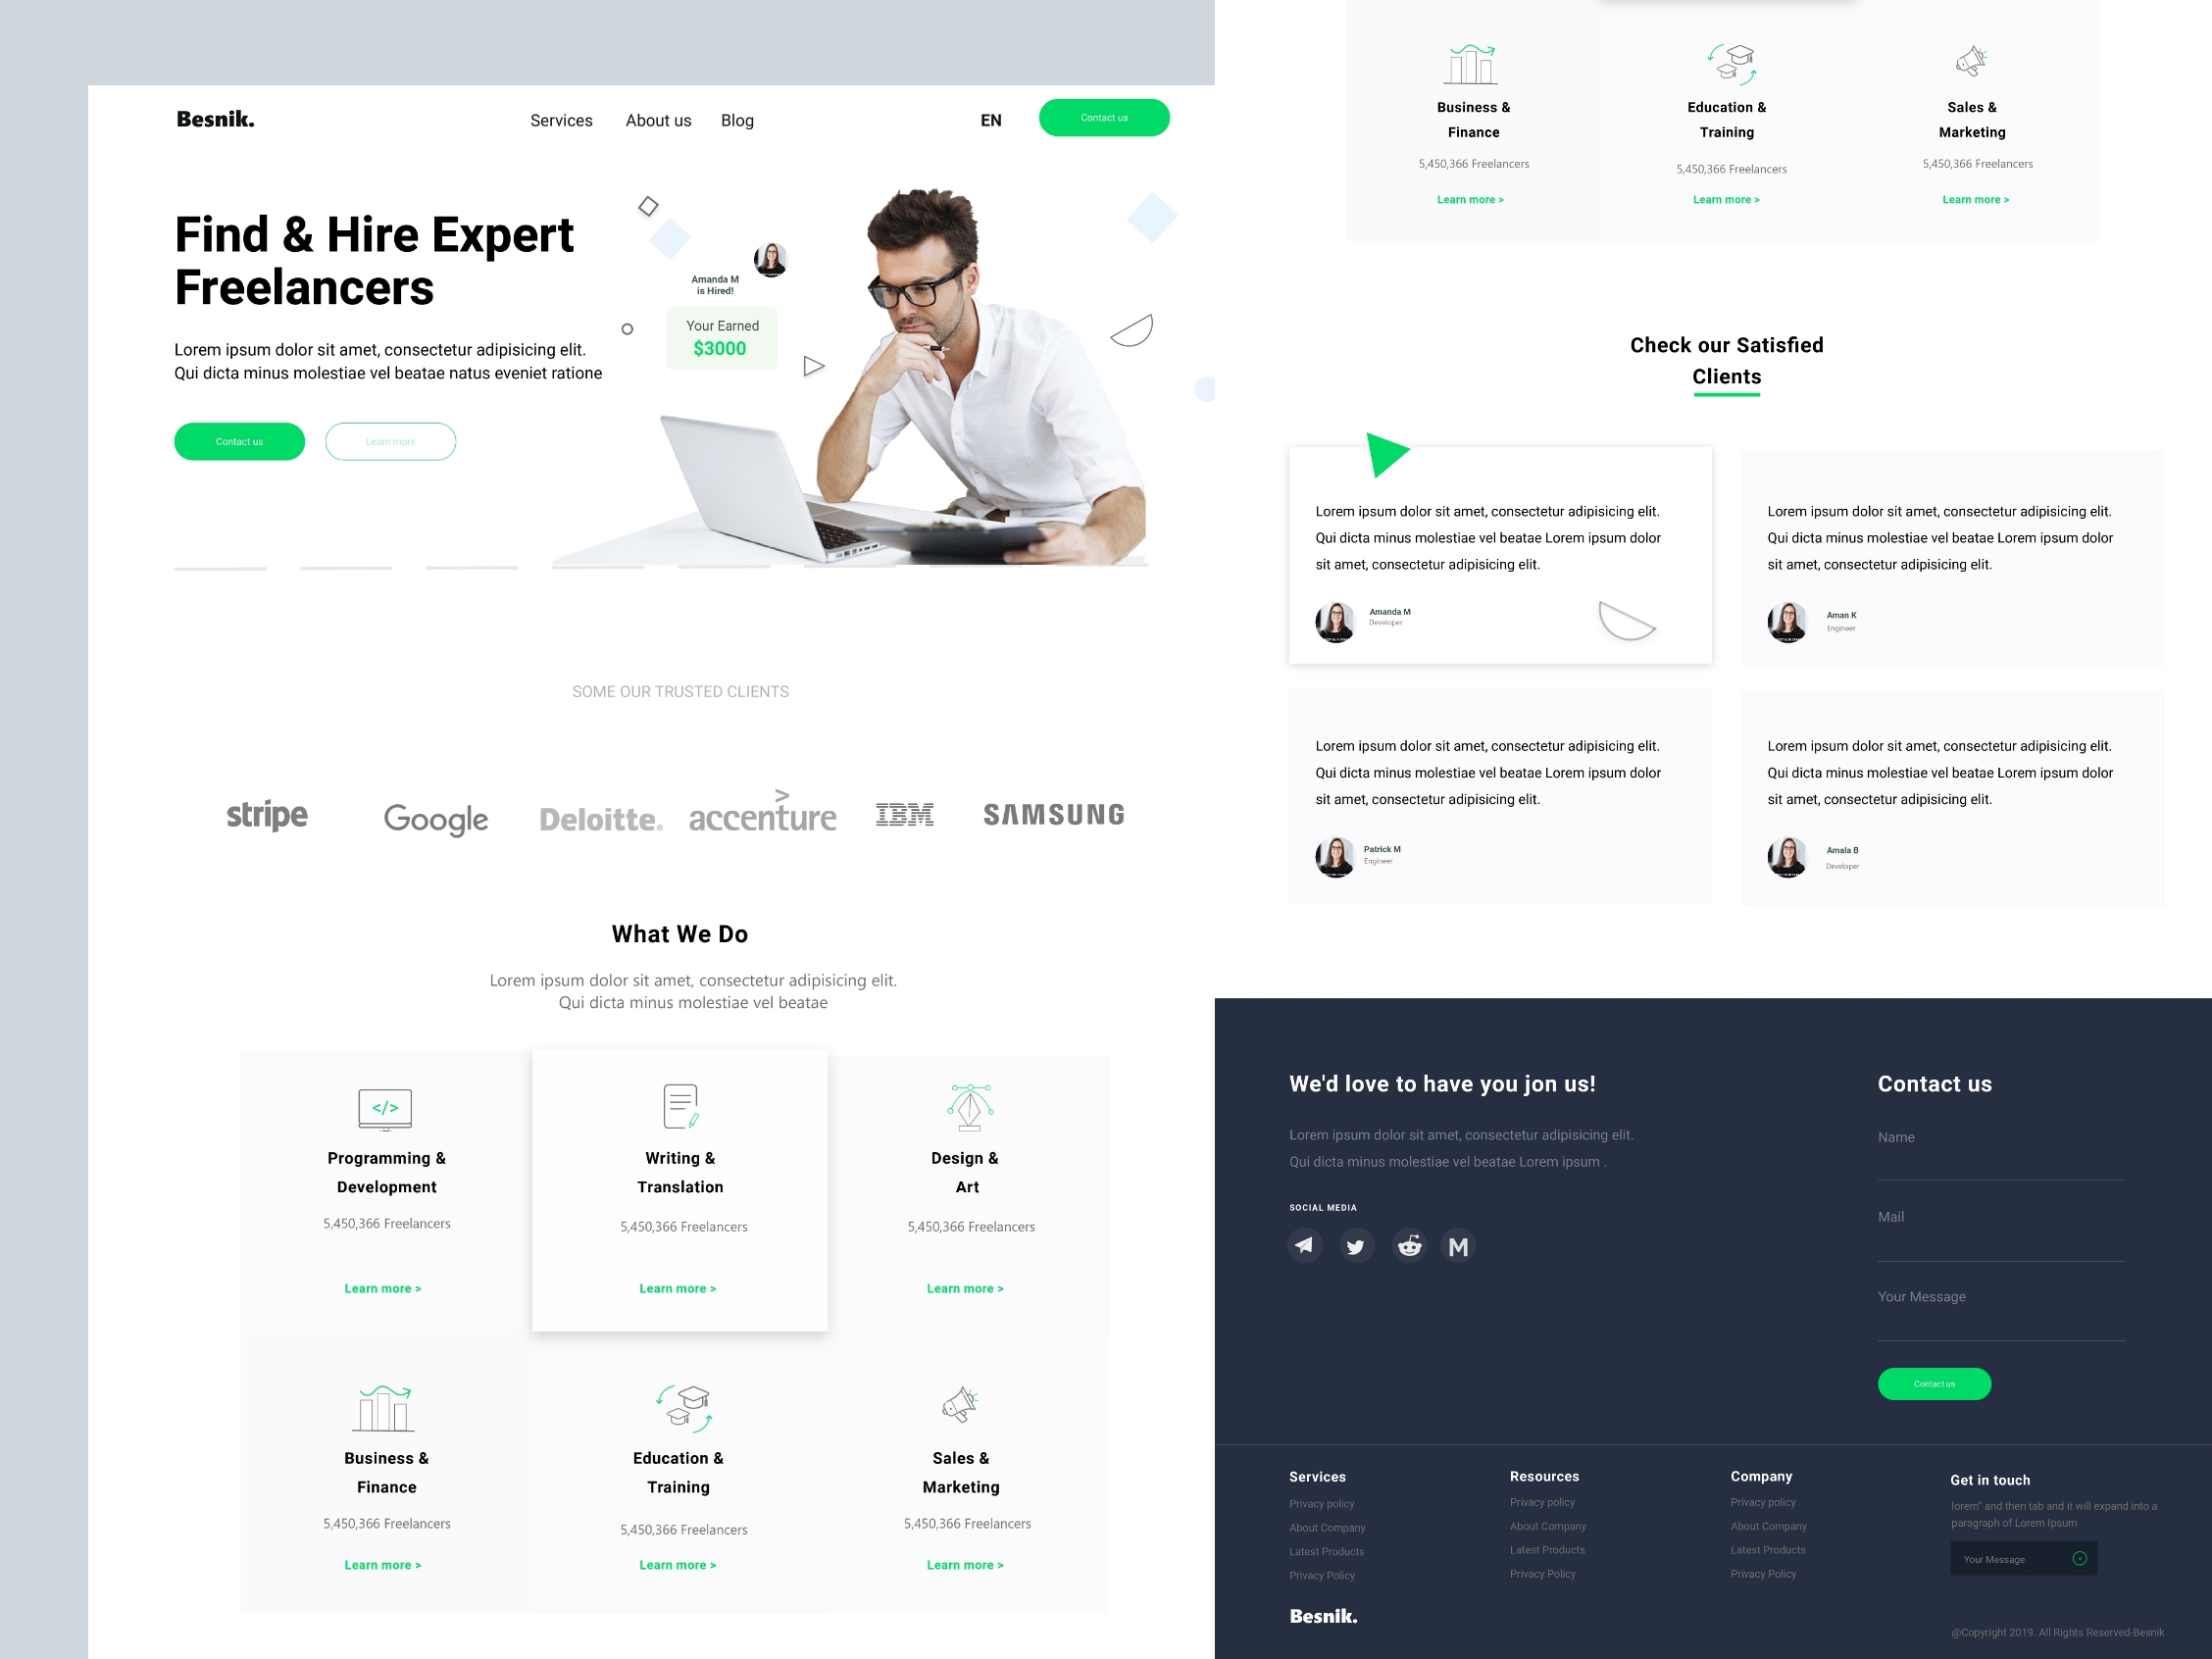 Besnik.
Services
About us
Blog
EN
Contact us
Find & Hire Expert
Freelancers
Lorem ipsum dolor sit amet, consectetur adipisicing elit.
Qui dicta minus molestiae vel beatae natus eveniet ratione
Contact us
Learn more
Amanda M
is Hired!
Your Earned
$3000
SOME OUR TRUSTED CLIENTS
stripe
Google
Deloitte.
accenture
IBM
SAMSUNG
What We Do
Lorem ipsum dolor sit amet, consectetur adipisicing elit.
Qui dicta minus molestiae vel beatae
</>
Programming &
Development
5,450,366 Freelancers
Learn more >
Writing &
Translation
5,450,366 Freelancers
Learn more >
Design &
Art
5,450,366 Freelancers
Learn more >
Business &
Finance
5,450,366 Freelancers
Learn more >
Education &
Training
5,450,366 Freelancers
Learn more >
Sales &
Marketing
5,450,366 Freelancers
Learn more >
Business &
Finance
5,450,366 Freelancers
Learn more >
Education &
Training
5,450,366 Freelancers
Learn more >
Sales &
Marketing
5,450,366 Freelancers
Learn more >
Check our Satisfied
Clients
Lorem ipsum dolor sit amet, consectetur adipisicing elit.
Qui dicta minus molestiae vel beatae Lorem ipsum dolor
sit amet, consectetur adipisicing elit.
Amanda M
Developer
Lorem ipsum dolor sit amet, consectetur adipisicing elit.
Qui dicta minus molestiae vel beatae Lorem ipsum dolor
sit amet, consectetur adipisicing elit.
Aman K
Engineer
Lorem ipsum dolor sit amet, consectetur adipisicing elit.
Qui dicta minus molestiae vel beatae Lorem ipsum dolor
sit amet, consectetur adipisicing elit.
Patrick M
Engineer
Lorem ipsum dolor sit amet, consectetur adipisicing elit.
Qui dicta minus molestiae vel beatae Lorem ipsum dolor
sit amet, consectetur adipisicing elit.
Amala B
Developer
We'd love to have you jon us!
Lorem ipsum dolor sit amet, consectetur adipisicing elit.
Qui dicta minus molestiae vel beatae Lorem ipsum .
SOCIAL MEDIA
M
Contact us
Name
Mail
Your Message
Contact us
Services
Privacy policy
About Company
Latest Products
Privacy Policy
Resources
Privacy policy
About Company
Latest Products
Privacy Policy
Company
Privacy policy
About Company
Latest Products
Privacy Policy
Get in touch
lorem" and then tab and it will expand into a
paragraph of Lorem Ipsum
Your Message
Besnik.
@Copyright 2019. All Rights Reserved-Besnik